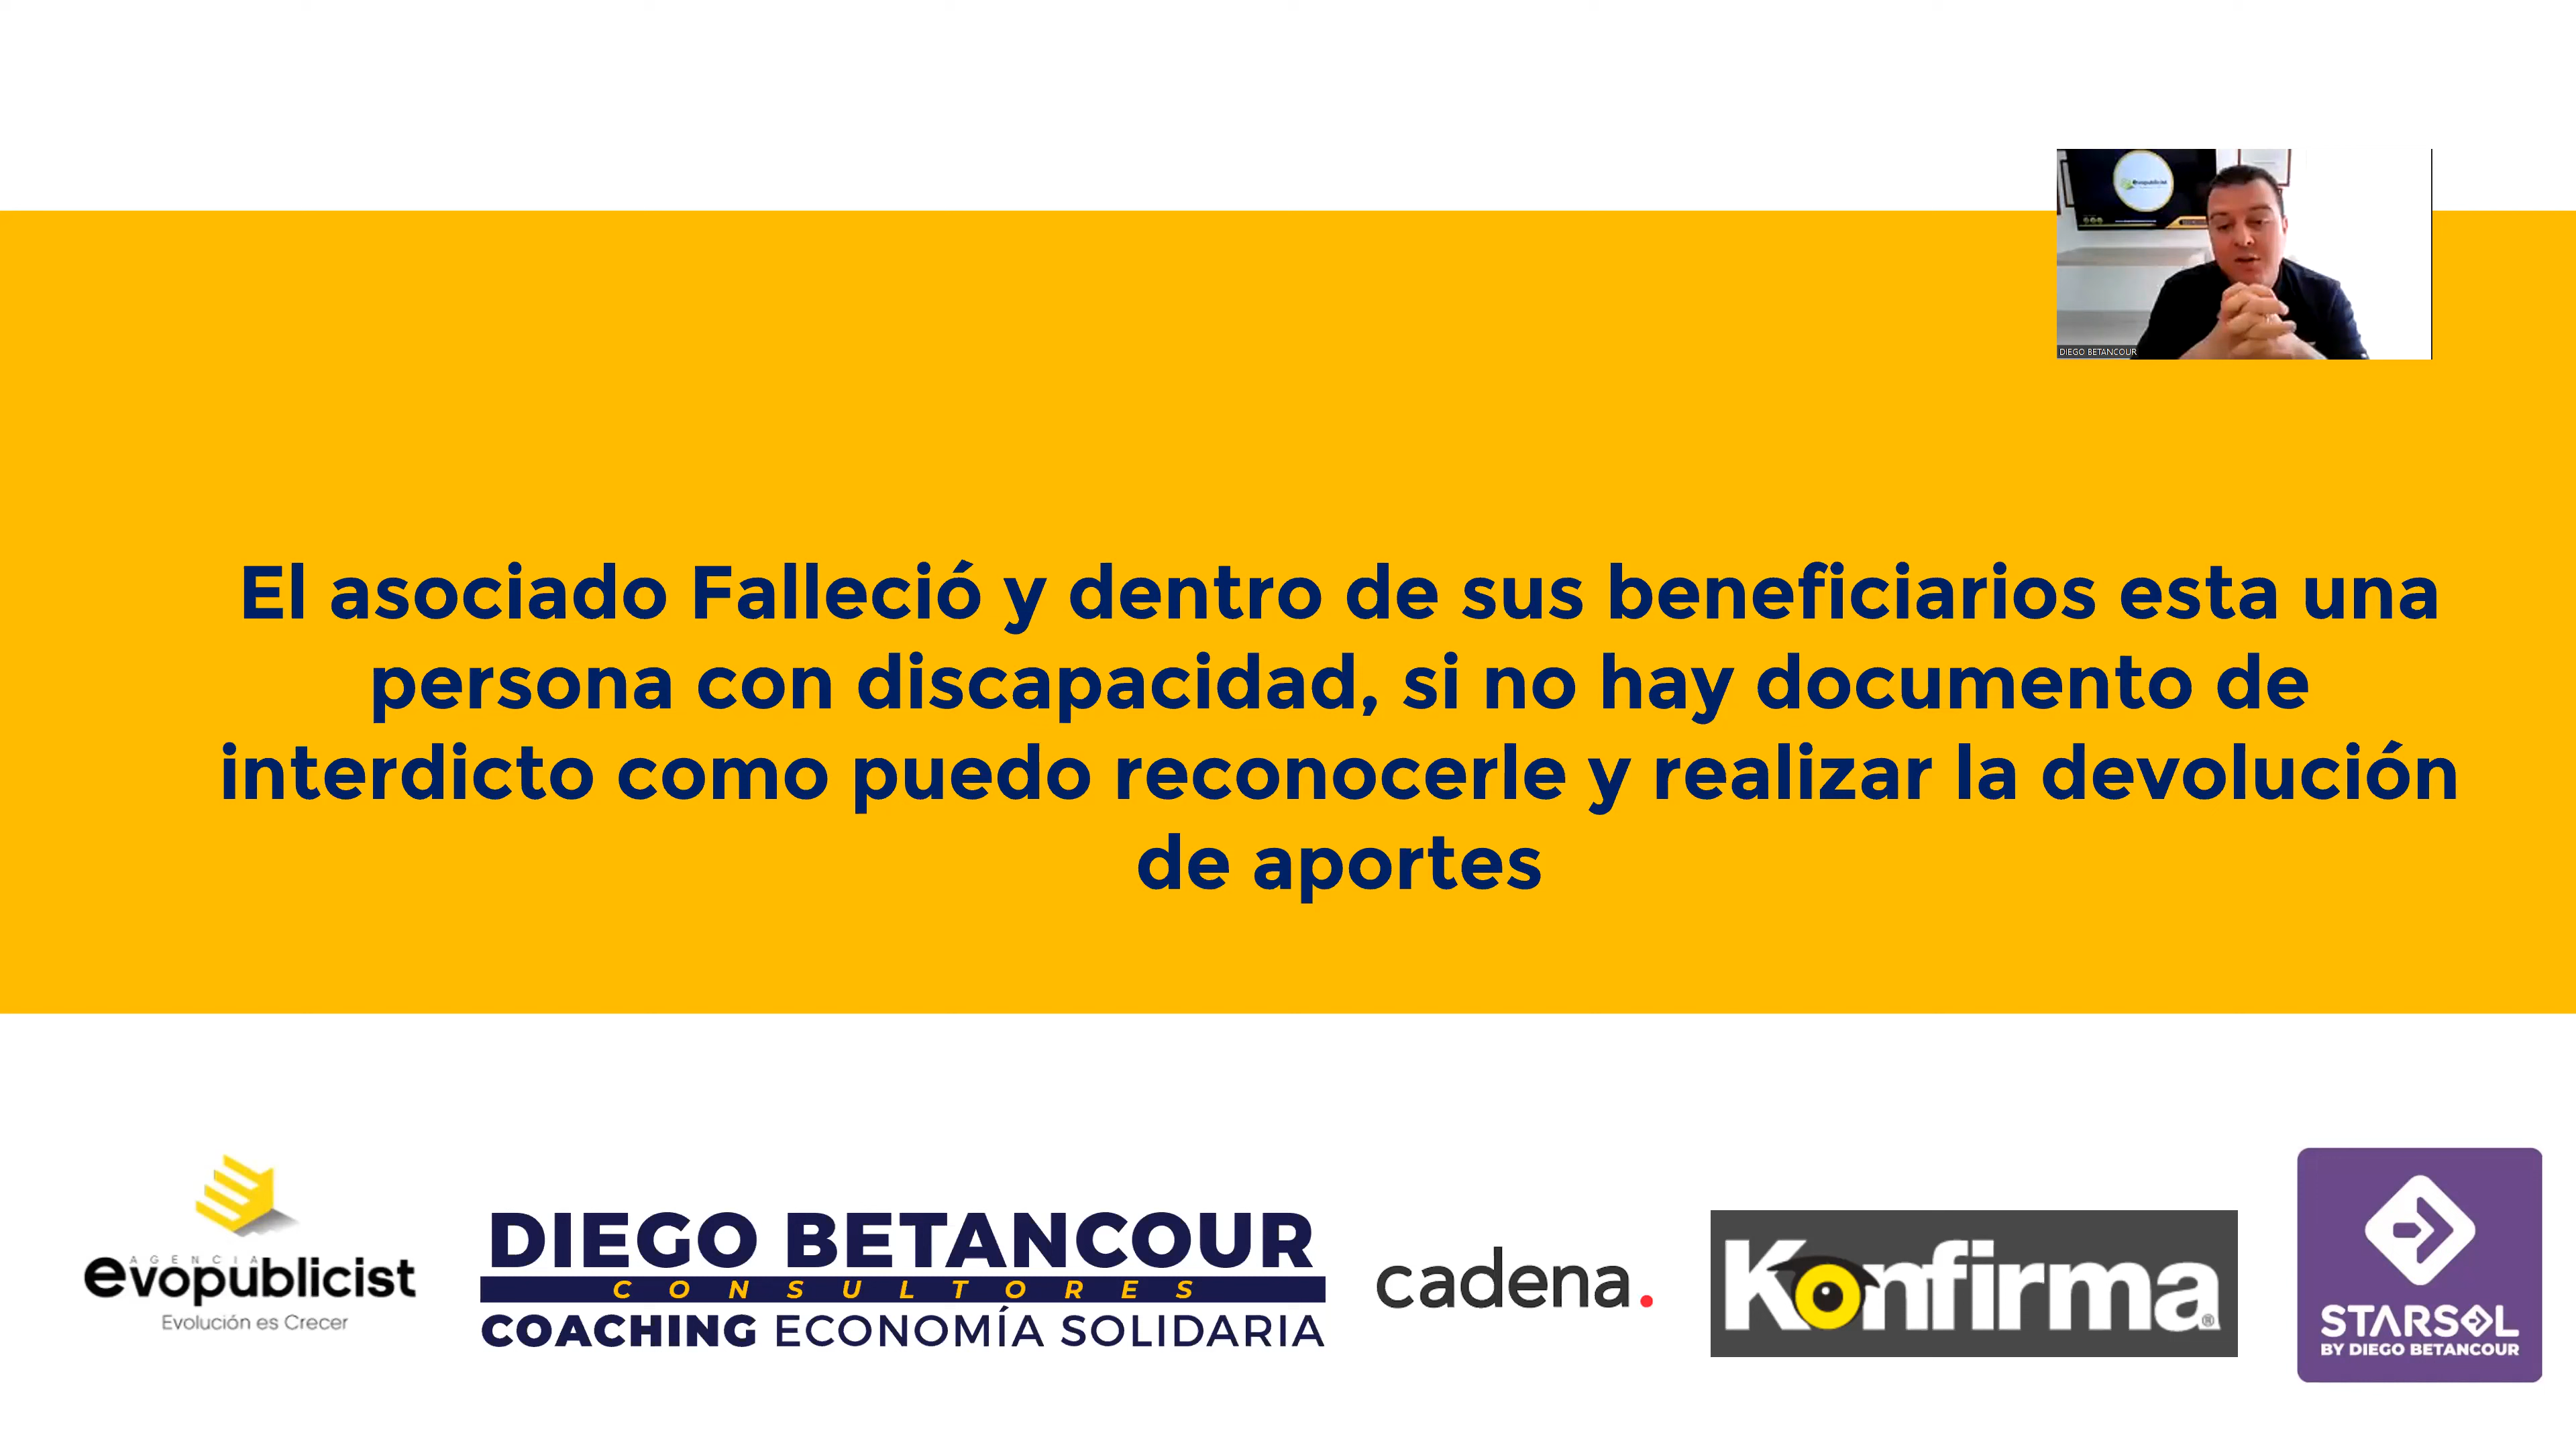 evopublicist
DIEGO BETANCOUR
El asociado Falleció y dentro de sus beneficiarios esta una
persona con discapacidad, si no hay documento de
interdicto como puedo reconocerle y realizar la devolución
de aportes
AGENCIA
evopublicist
Evolución es Crecer
DIEGO BETANCOUR
CONSULTORES
COACHING ECONOMÍA SOLIDARIA
cadena.
Konfirma®
STARSOL
BY DIEGO BETANCOUR